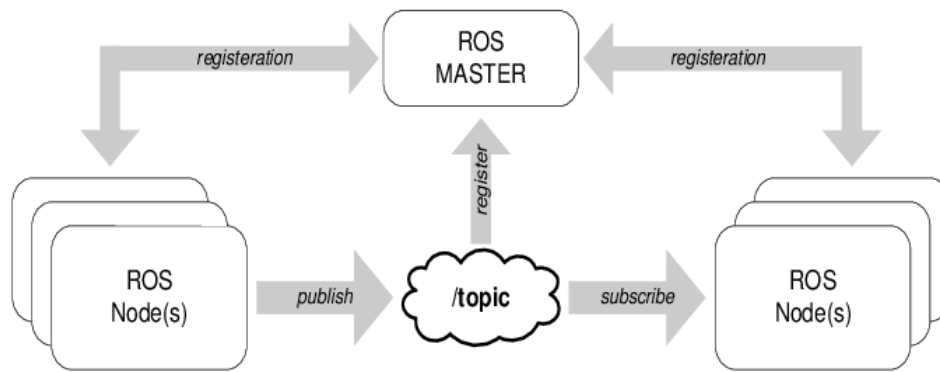 registeration
ROS
MASTER
registeration
register
ROS
Node(s)
publish
/topic
subscribe
ROS
Node(s)